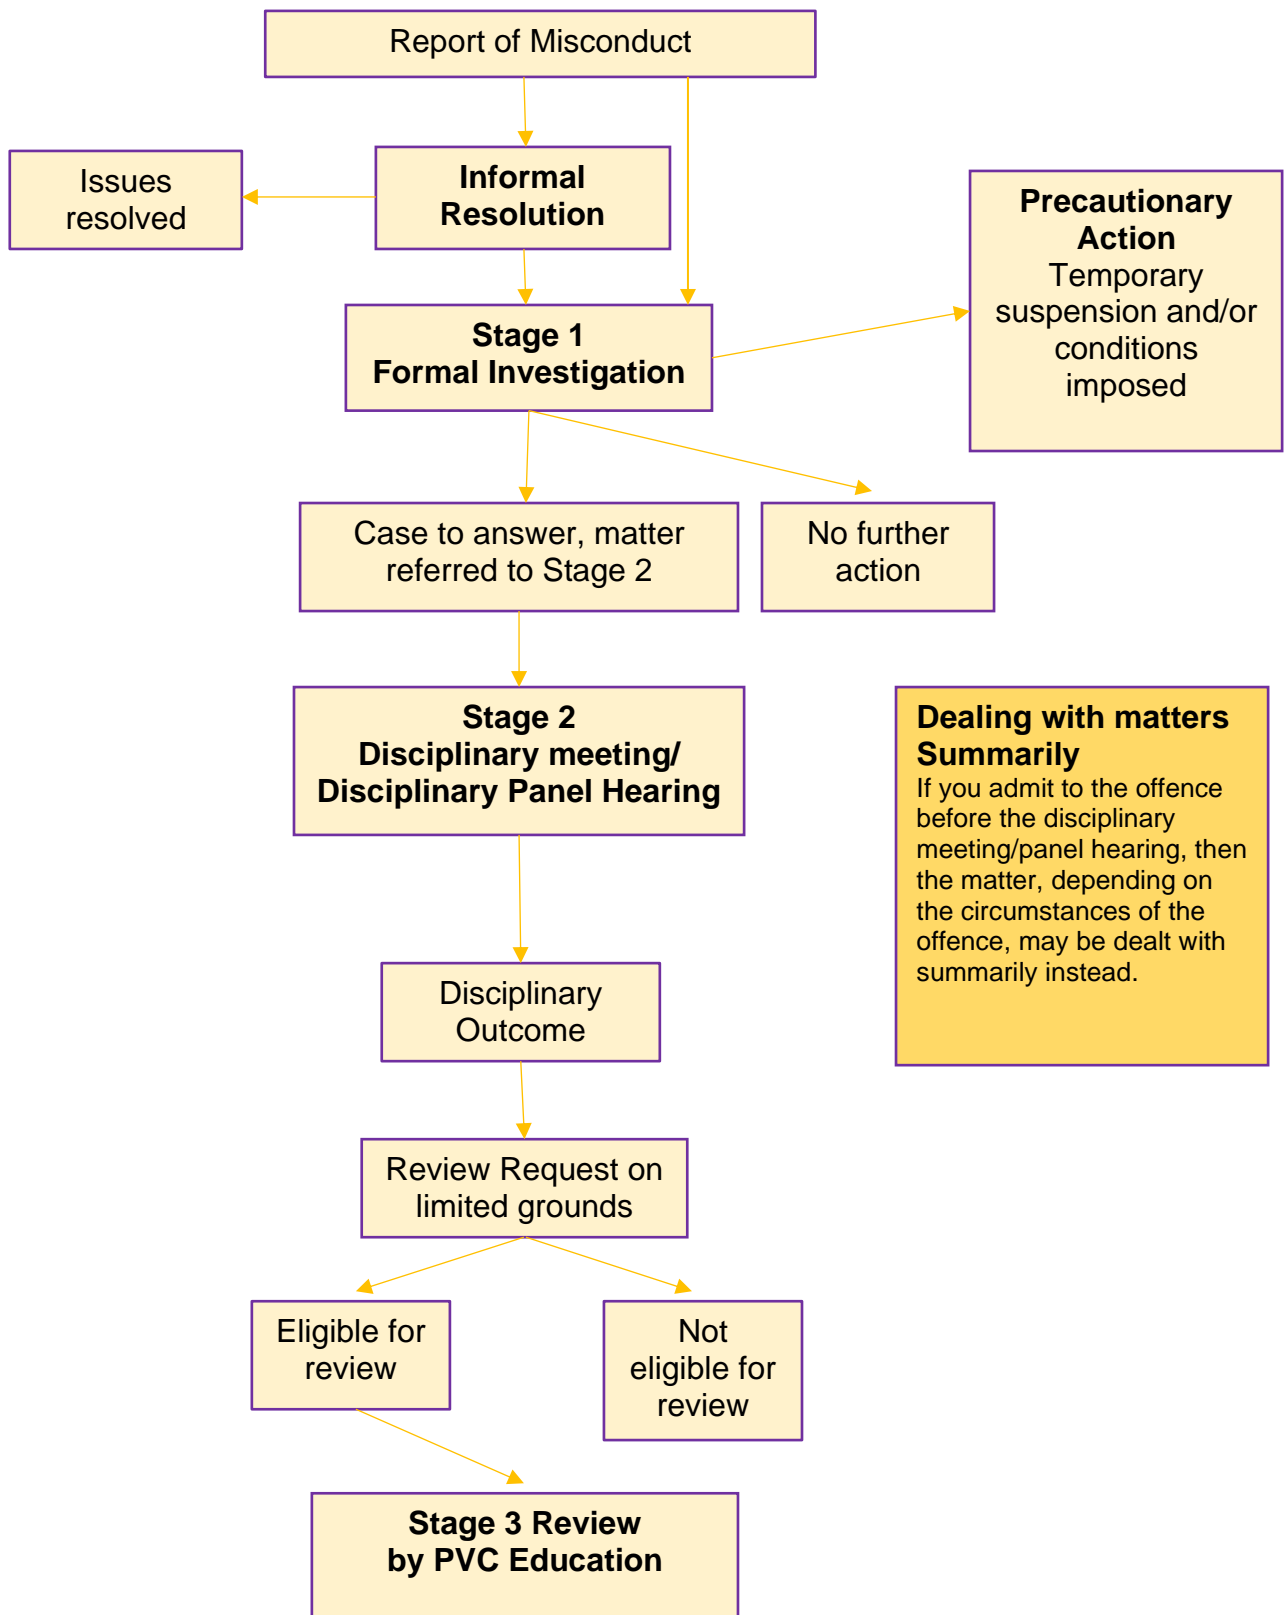 Report of Misconduct
Issues
resolved
Informal
Resolution
Precautionary
Action
Temporary
suspension and/or
conditions
imposed
Stage 1
Formal Investigation
Case to answer, matter
referred to Stage 2
No further
action
Stage 2
Disciplinary meeting/
Disciplinary Panel Hearing
Dealing with matters
Summarily
If you admit to the offence
before the disciplinary
meeting/panel hearing, then
the matter, depending on
the circumstances of the
offence, may be dealt with
summarily instead.
Disciplinary
Outcome
Review Request on
limited grounds
Eligible for
review
Not
eligible for
review
Stage 3 Review
by PVC Education